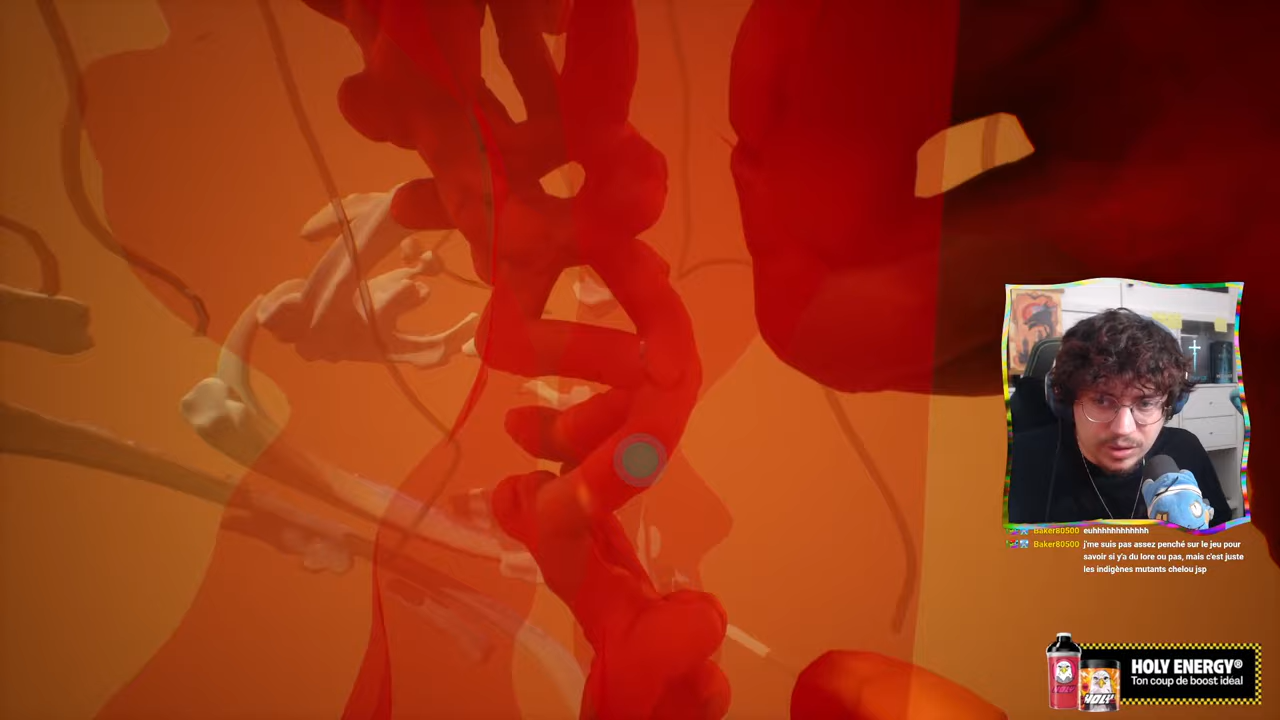 Baker80500 euhhhhhhhhhhhh
Baker80500 j'me suis pas assez penché sur le jeu pour
savoir si y'a du lore ou pas, mais c'est juste
les indigènes mutants chelou jsp
HOLY ENERGY®
Ton coup de boost idéal
HOLY